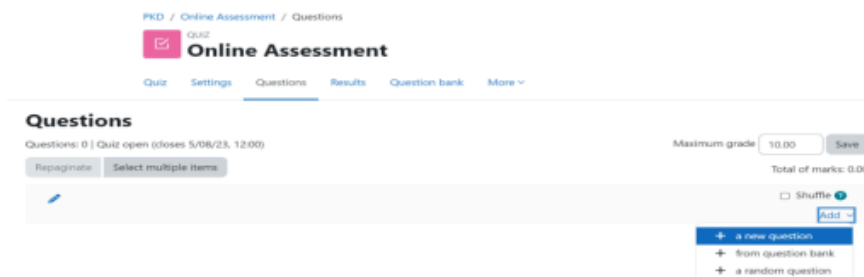 PKD / Online Assessment / Questions
QUIZ
Online Assessment
Quiz Settings Questions Results Question bank More
Questions
Questions: 0 | Quiz open (closes 5/08/23, 12:00)
Maximum grade 10.00 Save
Repaginate Select multiple items
Total of marks: 0.00
Shuffle ?
Add
+ a new question
+ from question bank
+ a random question